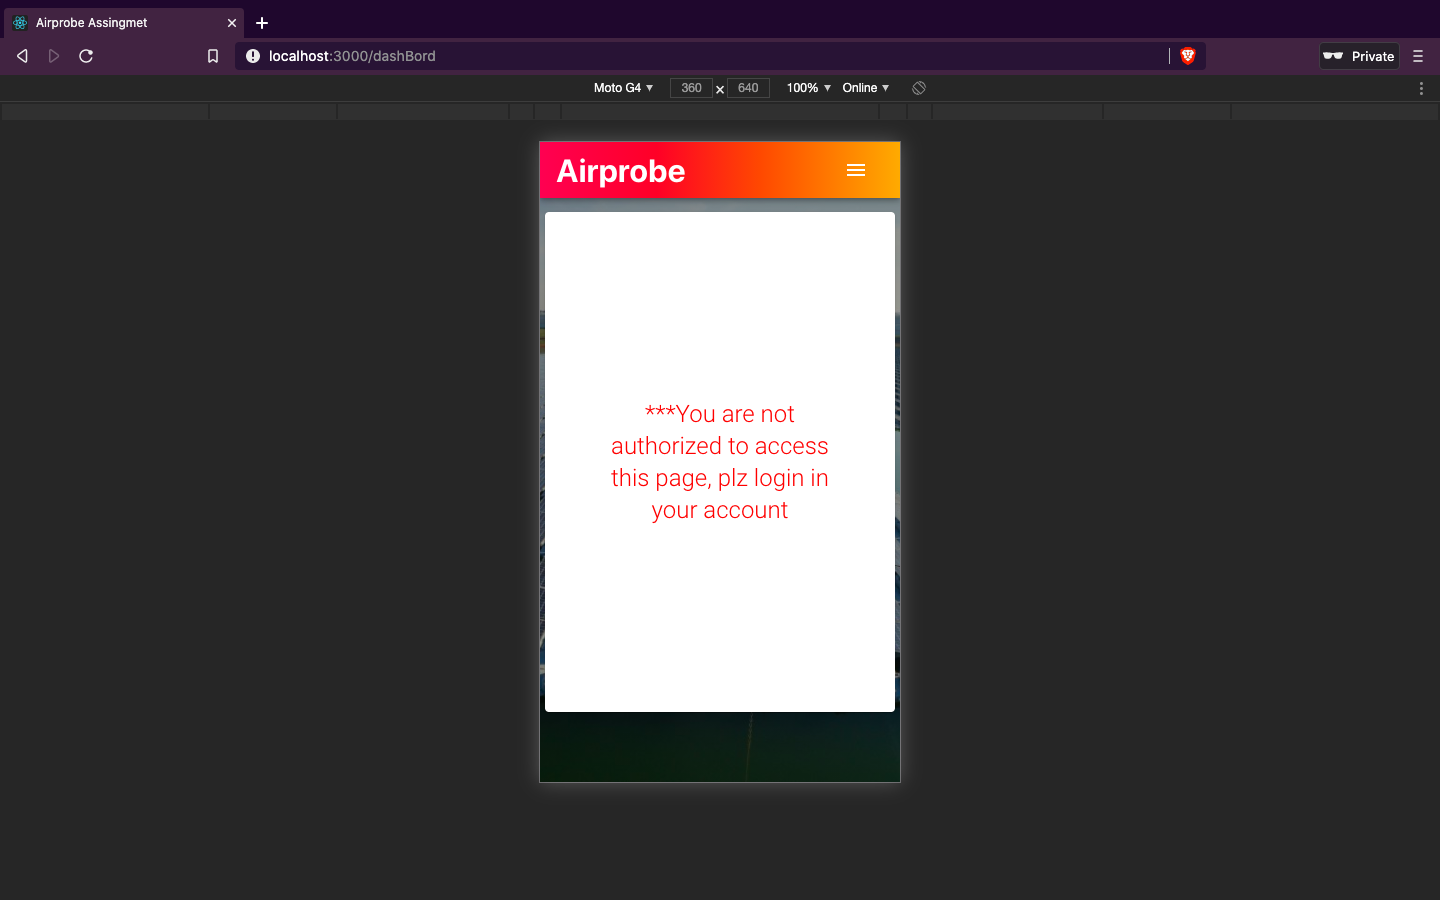 Airprobe Assingmet
localhost:3000/dashBord
Private
Moto G4 360 × 640 100% Online
Airprobe
***You are not
authorized to access
this page, plz login in
your account